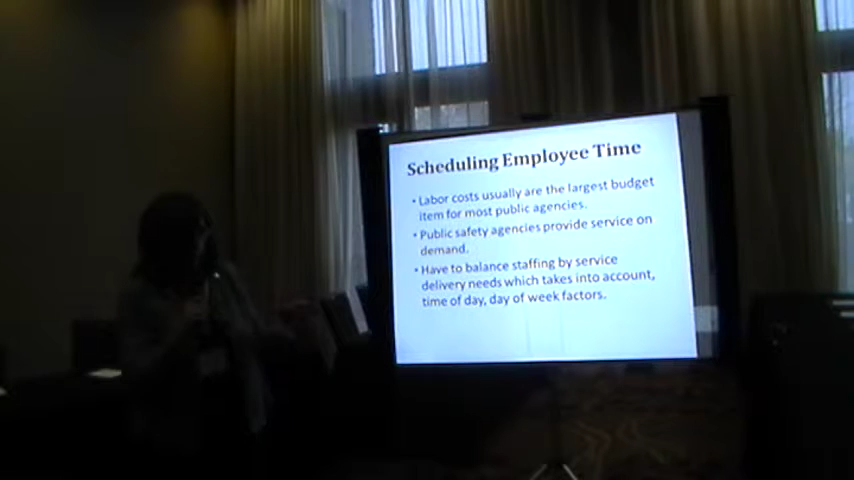 Scheduling Employee Time
• Labor costs usually are the largest budget
item for most public agencies.
• Public safety agencies provide service on
demand.
• Have to balance staffing by service
delivery needs which takes into account,
time of day, day of week factors.